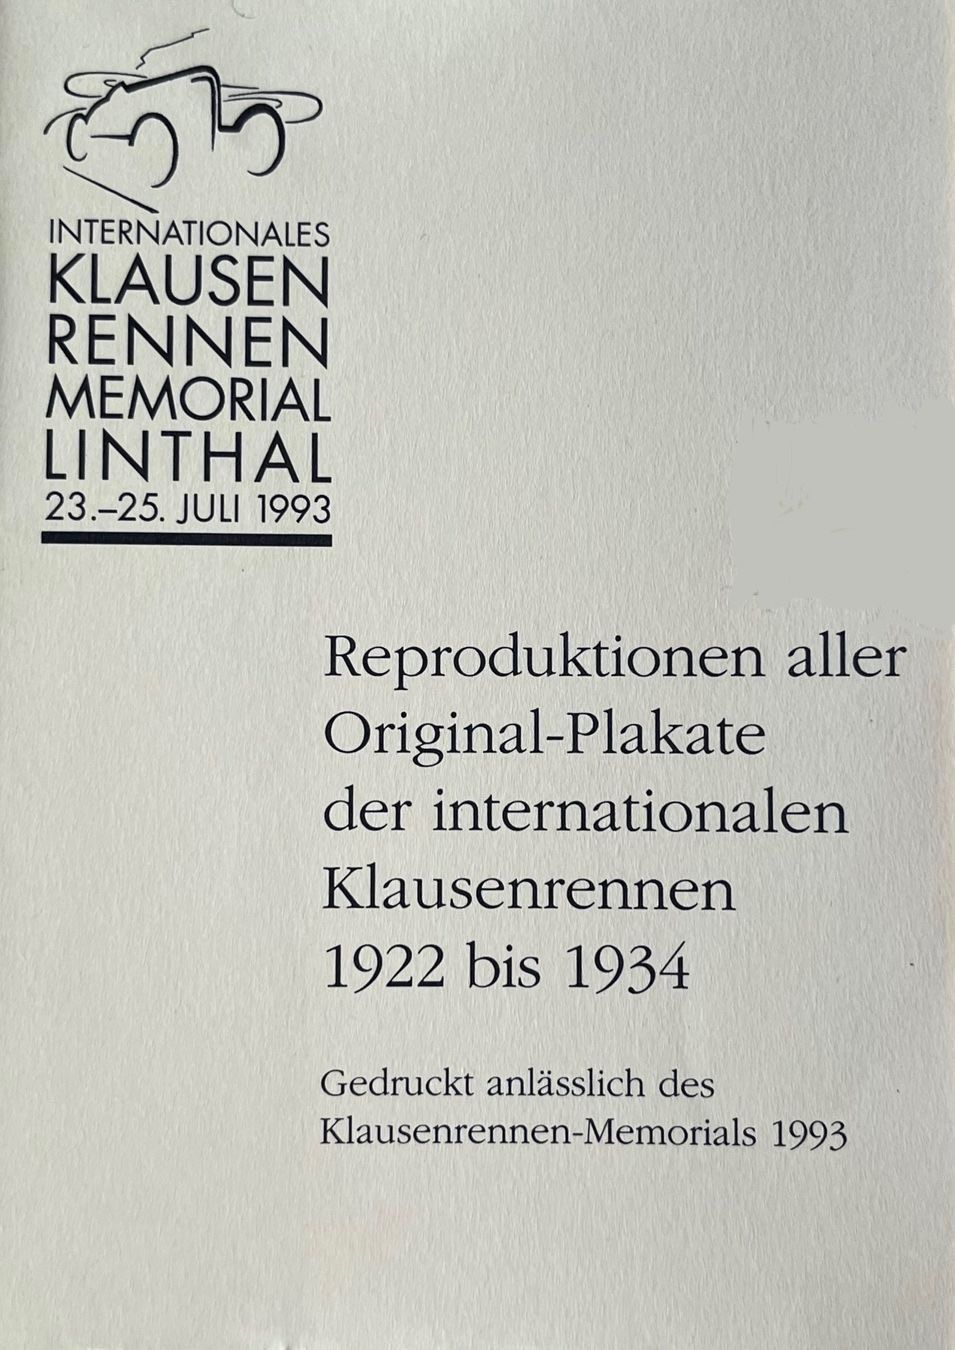 INTERNATIONALES
KLAUSEN
RENNEN
MEMORIAL
LINTHAL
23.–25. JULI 1993
Reproduktionen aller
Original-Plakate
der internationalen
Klausenrennen
1922 bis 1934
Gedruckt anlässlich des
Klausenrennen-Memorials 1993